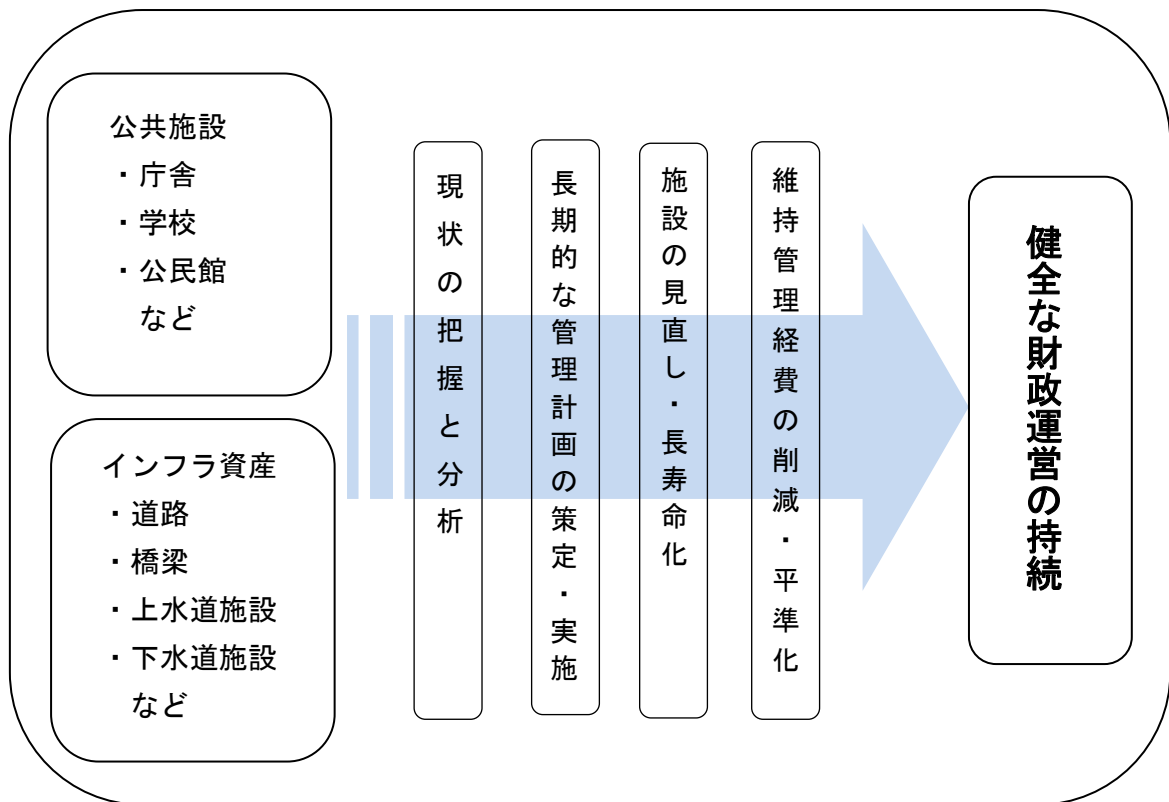 公共施設
・庁舎
・学校
・公民館
など
インフラ資産
・道路
・橋梁
・上水道施設
・下水道施設
など
現状の把握と分析
長期的な管理計画の策定・実施
施設の見直し・長寿命化
維持管理経費の削減・平準化
健全な財政運営の持続